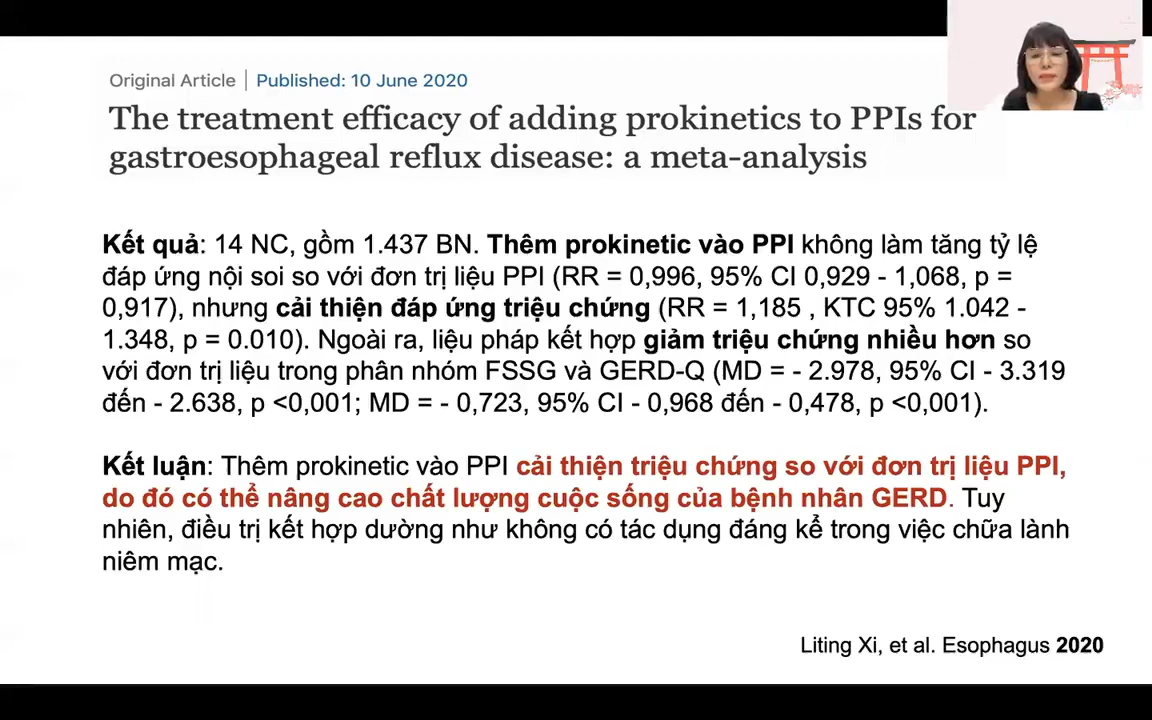 Original Article | Published: 10 June 2020
The treatment efficacy of adding prokinetics to PPIs for
gastroesophageal reflux disease: a meta-analysis
Kết quả: 14 NC, gồm 1.437 BN. Thêm prokinetic vào PPI không làm tăng tỷ lệ
đáp ứng nội soi so với đơn trị liệu PPI (RR = 0,996, 95% CI 0,929 - 1,068, p =
0,917), nhưng cải thiện đáp ứng triệu chứng (RR = 1,185 , KTC 95% 1.042 -
1.348, p = 0.010). Ngoài ra, liệu pháp kết hợp giảm triệu chứng nhiều hơn so
với đơn trị liệu trong phân nhóm FSSG và GERD-Q (MD = - 2.978, 95% CI - 3.319
đến - 2.638, p <0,001; MD = - 0,723, 95% CI - 0,968 đến - 0,478, p <0,001).
Kết luận: Thêm prokinetic vào PPI cải thiện triệu chứng so với đơn trị liệu PPI,
do đó có thể nâng cao chất lượng cuộc sống của bệnh nhân GERD. Tuy
nhiên, điều trị kết hợp dường như không có tác dụng đáng kể trong việc chữa lành
niêm mạc.
Liting Xi, et al. Esophagus 2020